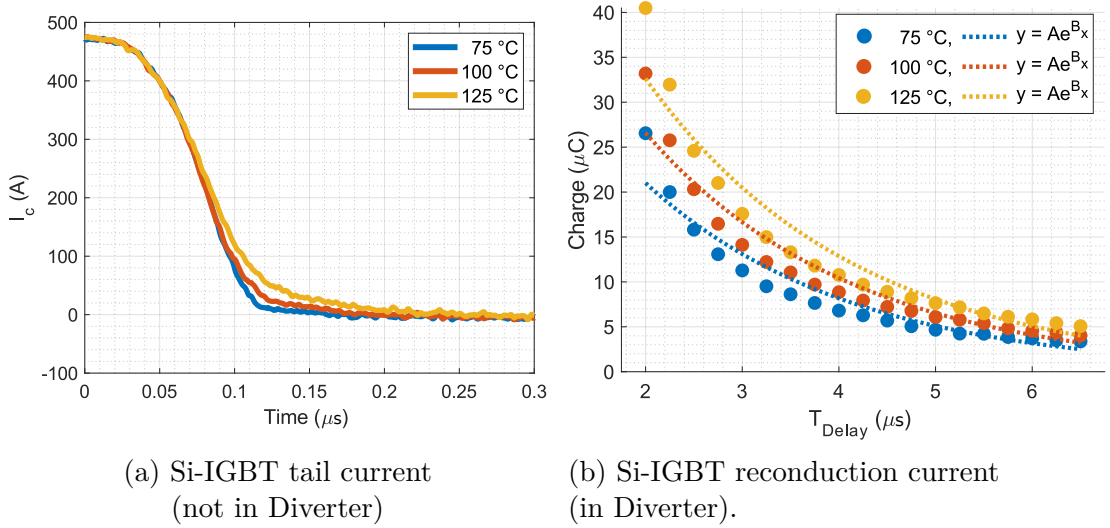 500
400
300
200
100
0
-100
0
0.05
0.1
0.15
0.2
0.25
0.3
I_c (A)
Time (μs)
75 °C
100 °C
125 °C
(a) Si-IGBT tail current
(not in Diverter)
40
35
30
25
20
15
10
5
0
2
3
4
5
6
Charge (μC)
T_Delay (μs)
75 °C, y = Ae^Bx
100 °C, y = Ae^Bx
125 °C, y = Ae^Bx
(b) Si-IGBT reconduction current
(in Diverter).